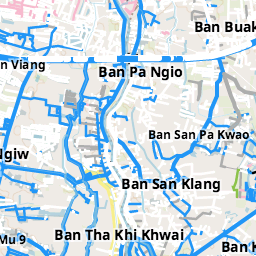 Ban Buak
n Viang
Ban Pa Ngio
Ban San Pa Kwao
Ngiw
Ban San Klang
Ban Tha Khi Khwai
Mu 9
Ban K